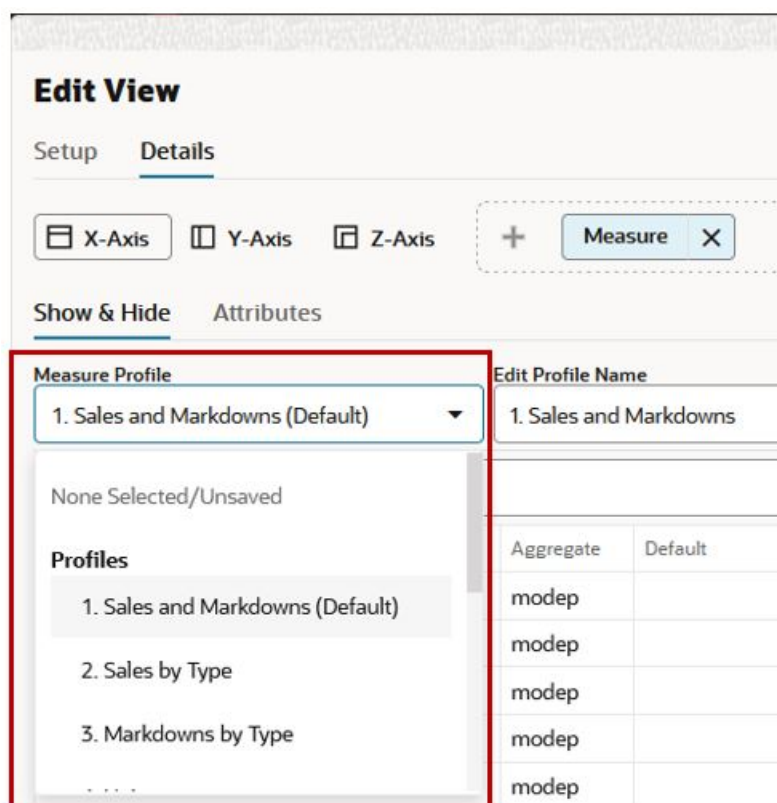 Edit View
Setup Details
X-Axis Y-Axis Z-Axis + Measure X
Show & Hide Attributes
Measure Profile Edit Profile Name
1. Sales and Markdowns (Default) 1. Sales and Markdowns
None Selected/Unsaved
Profiles Aggregate Default
1. Sales and Markdowns (Default) modep
modep
2. Sales by Type modep
3. Markdowns by Type modep
modep